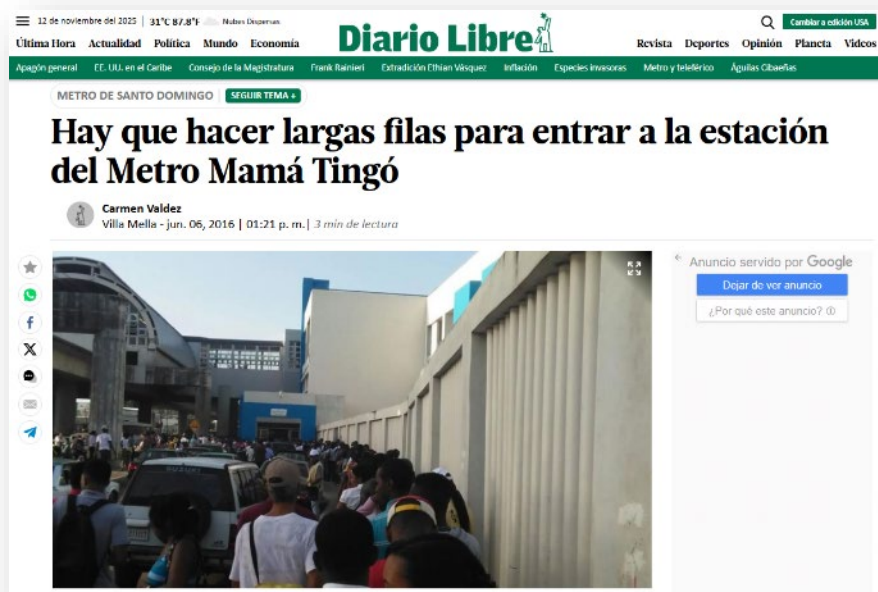 12 de noviembre del 2025 | 31°C 87.8°F Nubes Dispersas
Cambiar a edición USA
Última Hora Actualidad Política Mundo Economía
Diario Libre
Revista Deportes Opinión Planeta Videos
Apagón general EE. UU. en el Caribe Consejo de la Magistratura Frank Rainieri Extradición Ethian Vásquez Inflación Especies invasoras Metro y teleférico Águilas Cibaeñas
METRO DE SANTO DOMINGO SEGUIR TEMA +
Hay que hacer largas filas para entrar a la estación
del Metro Mamá Tingó
Carmen Valdez
Villa Mella - jun. 06, 2016 | 01:21 p. m.| 3 min de lectura
Anuncio servido por Google
Dejar de ver anuncio
¿Por qué este anuncio?
SUZUKI